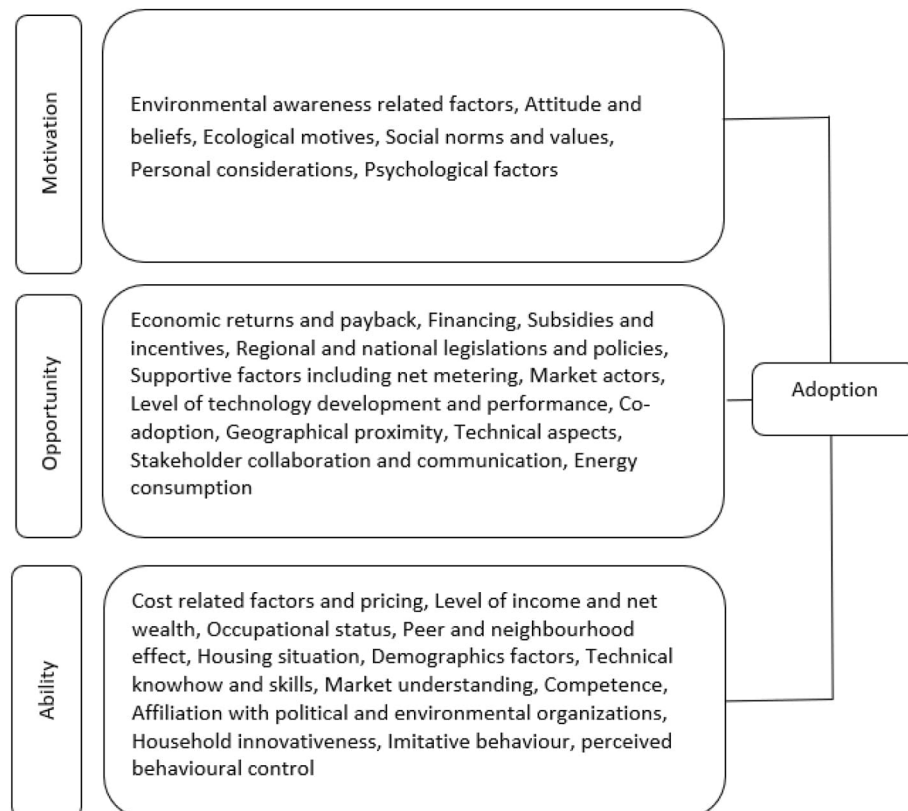 Motivation
Environmental awareness related factors, Attitude and
beliefs, Ecological motives, Social norms and values,
Personal considerations, Psychological factors
Opportunity
Economic returns and payback, Financing, Subsidies and
incentives, Regional and national legislations and policies,
Supportive factors including net metering, Market actors,
Level of technology development and performance, Co-
adoption, Geographical proximity, Technical aspects,
Stakeholder collaboration and communication, Energy
consumption
Adoption
Ability
Cost related factors and pricing, Level of income and net
wealth, Occupational status, Peer and neighbourhood
effect, Housing situation, Demographics factors, Technical
knowhow and skills, Market understanding, Competence,
Affiliation with political and environmental organizations,
Household innovativeness, Imitative behaviour, perceived
behavioural control